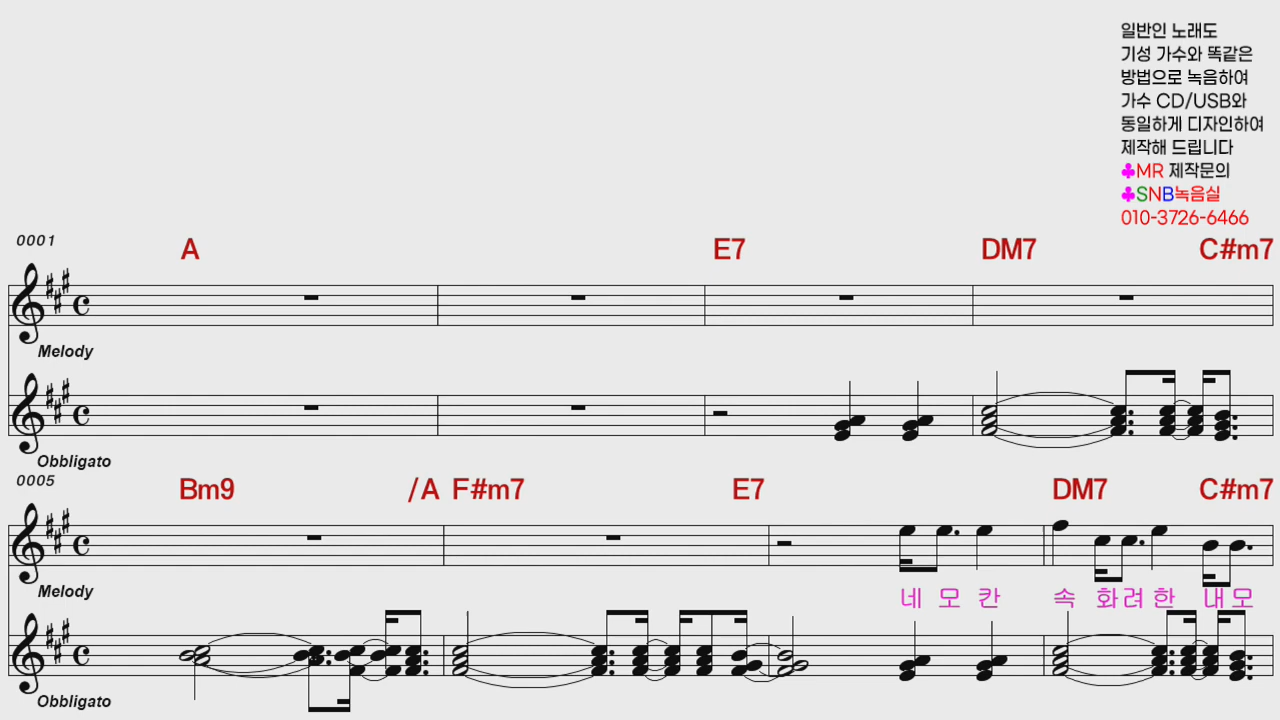 일반인 노래도
기성 가수와 똑같은
방법으로 녹음하여
가수 CD/USB와
동일하게 디자인하여
제작해 드립니다
♣MR 제작문의
♣SNB녹음실
010-3726-6466
0001
A E7 DM7 C#m7
Melody
Obbligato
0005
Bm9 /A F#m7 E7 DM7 C#m7
Melody
네 모 칸 속 화 려 한 내 모
Obbligato